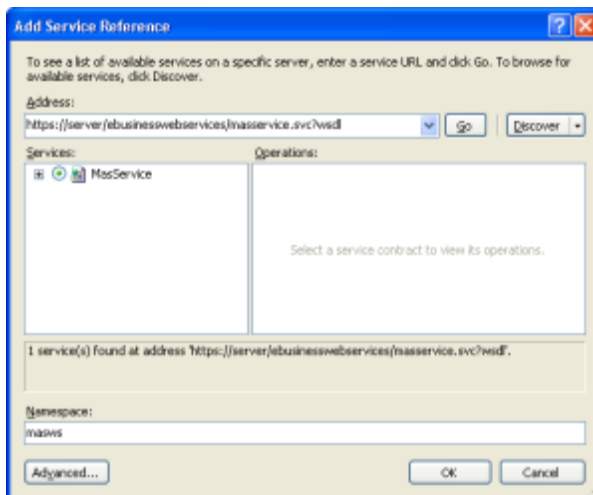 Add Service Reference
To see a list of available services on a specific server, enter a service URL and click Go. To browse for
available services, click Discover.
Address:
https://server/ebusinesswebservices/masservice.svc?wsdl
Go
Discover
Services:
Operations:
MasService
Select a service contract to view its operations.
1 service(s) found at address 'https://server/ebusinesswebservices/masservice.svc?wsdl'.
Namespace:
masws
Advanced...
OK
Cancel